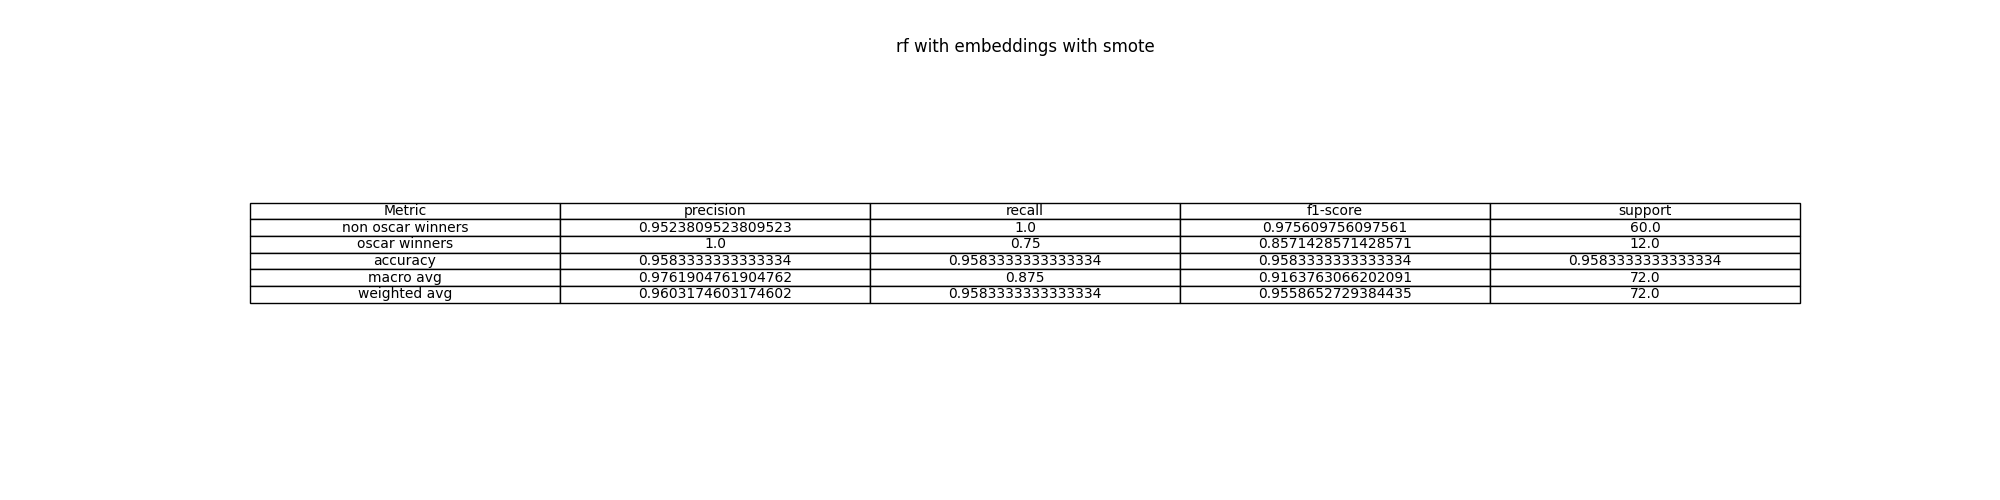 rf with embeddings with smote
Metric precision recall f1-score support
non oscar winners 0.9523809523809523 1.0 0.975609756097561 60.0
oscar winners 1.0 0.75 0.8571428571428571 12.0
accuracy 0.9583333333333334 0.9583333333333334 0.9583333333333334 0.9583333333333334
macro avg 0.9761904761904762 0.875 0.9163763066202091 72.0
weighted avg 0.9603174603174602 0.9583333333333334 0.9558652729384435 72.0